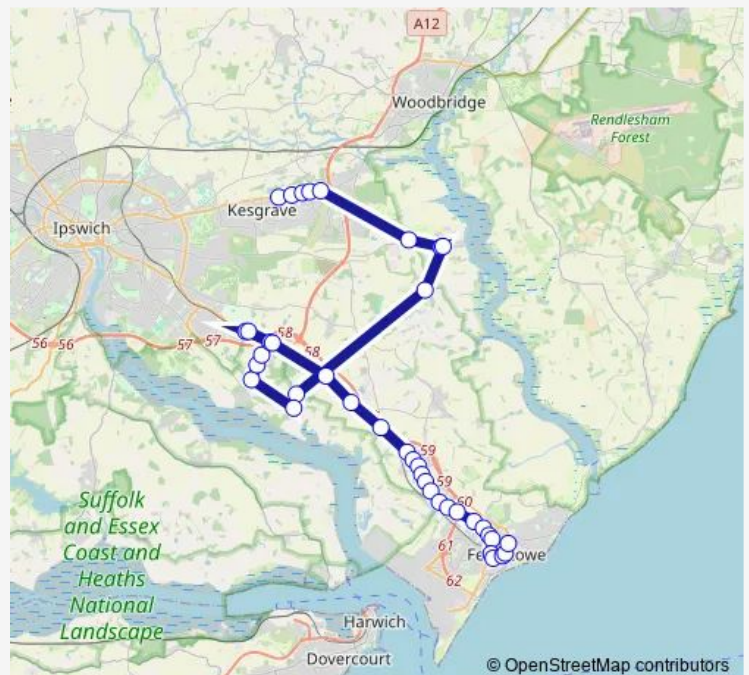 A12
Woodbridge
Rendlesham
Forest
Kesgrave
Ipswich
58
56 56
57
57
58
59
59
60
Suffolk
and Essex
Coast and
Heaths
National
Landscape
61
62
Harwich
Dovercourt
© OpenStreetMap contributors